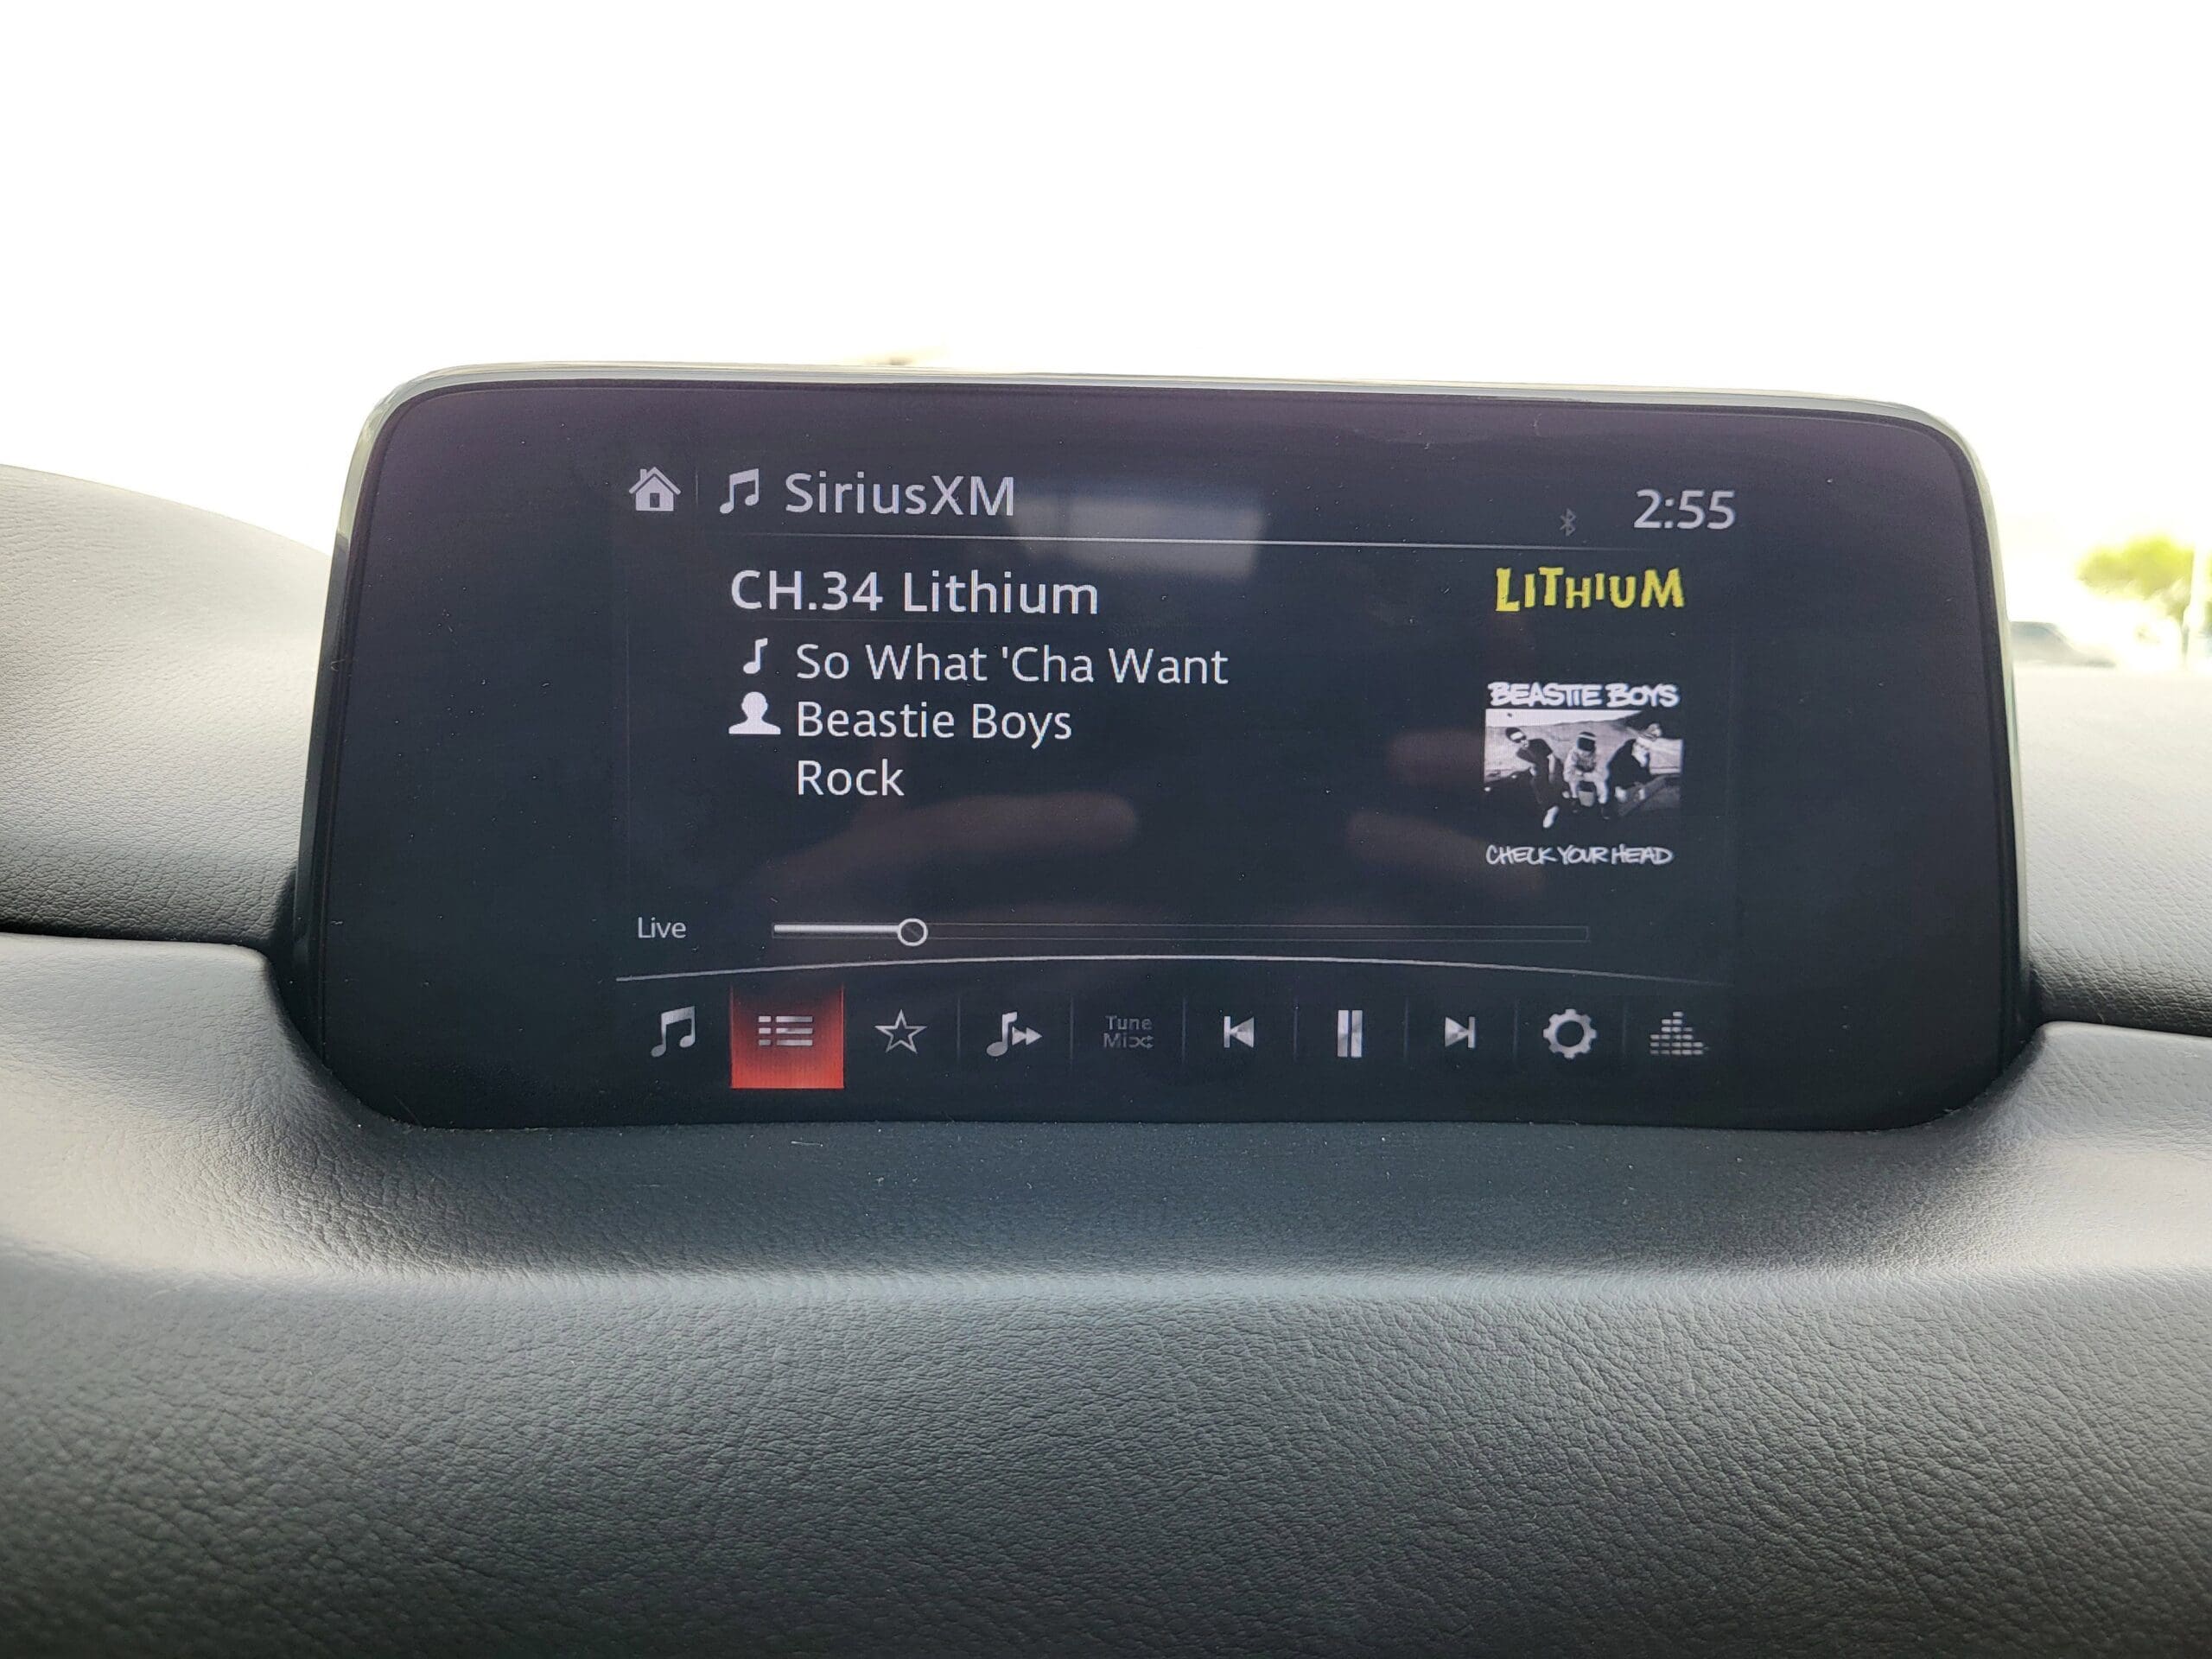 SiriusXM
2:55
CH.34 Lithium
LITHIUM
So What 'Cha Want
Beastie Boys
Rock
BEASTIE BOYS
CHECK YOUR HEAD
Live
Tune
Mix